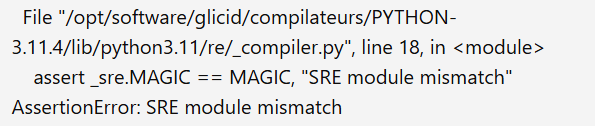 File "/opt/software/glicid/compilateurs/PYTHON-
3.11.4/lib/python3.11/re/_compiler.py", line 18, in <module>
assert _sre.MAGIC == MAGIC, "SRE module mismatch"
AssertionError: SRE module mismatch